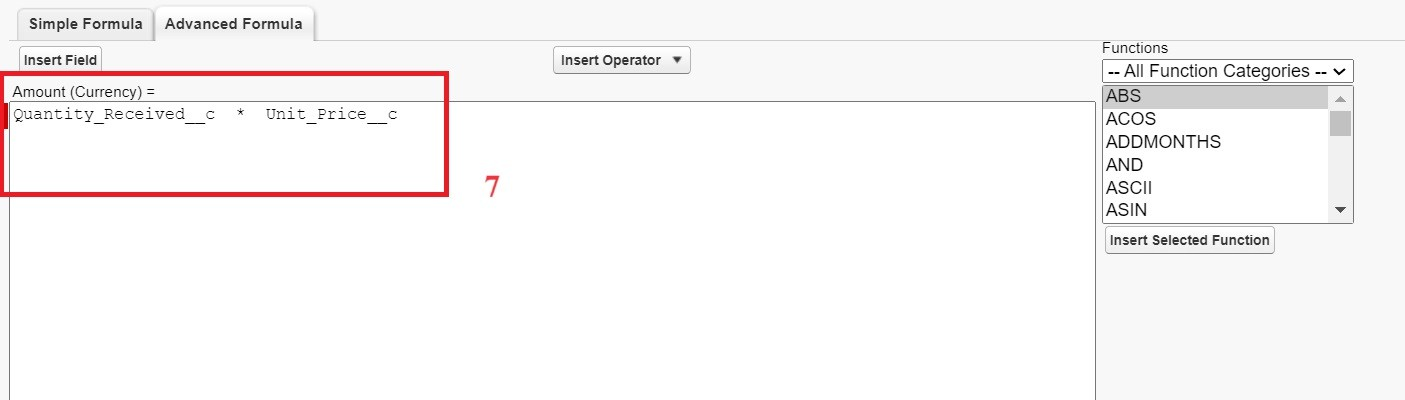 Simple Formula
Advanced Formula
Insert Field
Insert Operator
Functions
-- All Function Categories --
Amount (Currency) =
Quantity_Received__c * Unit_Price__c
ABS
ACOS
ADDMONTHS
AND
ASCII
ASIN
7
Insert Selected Function